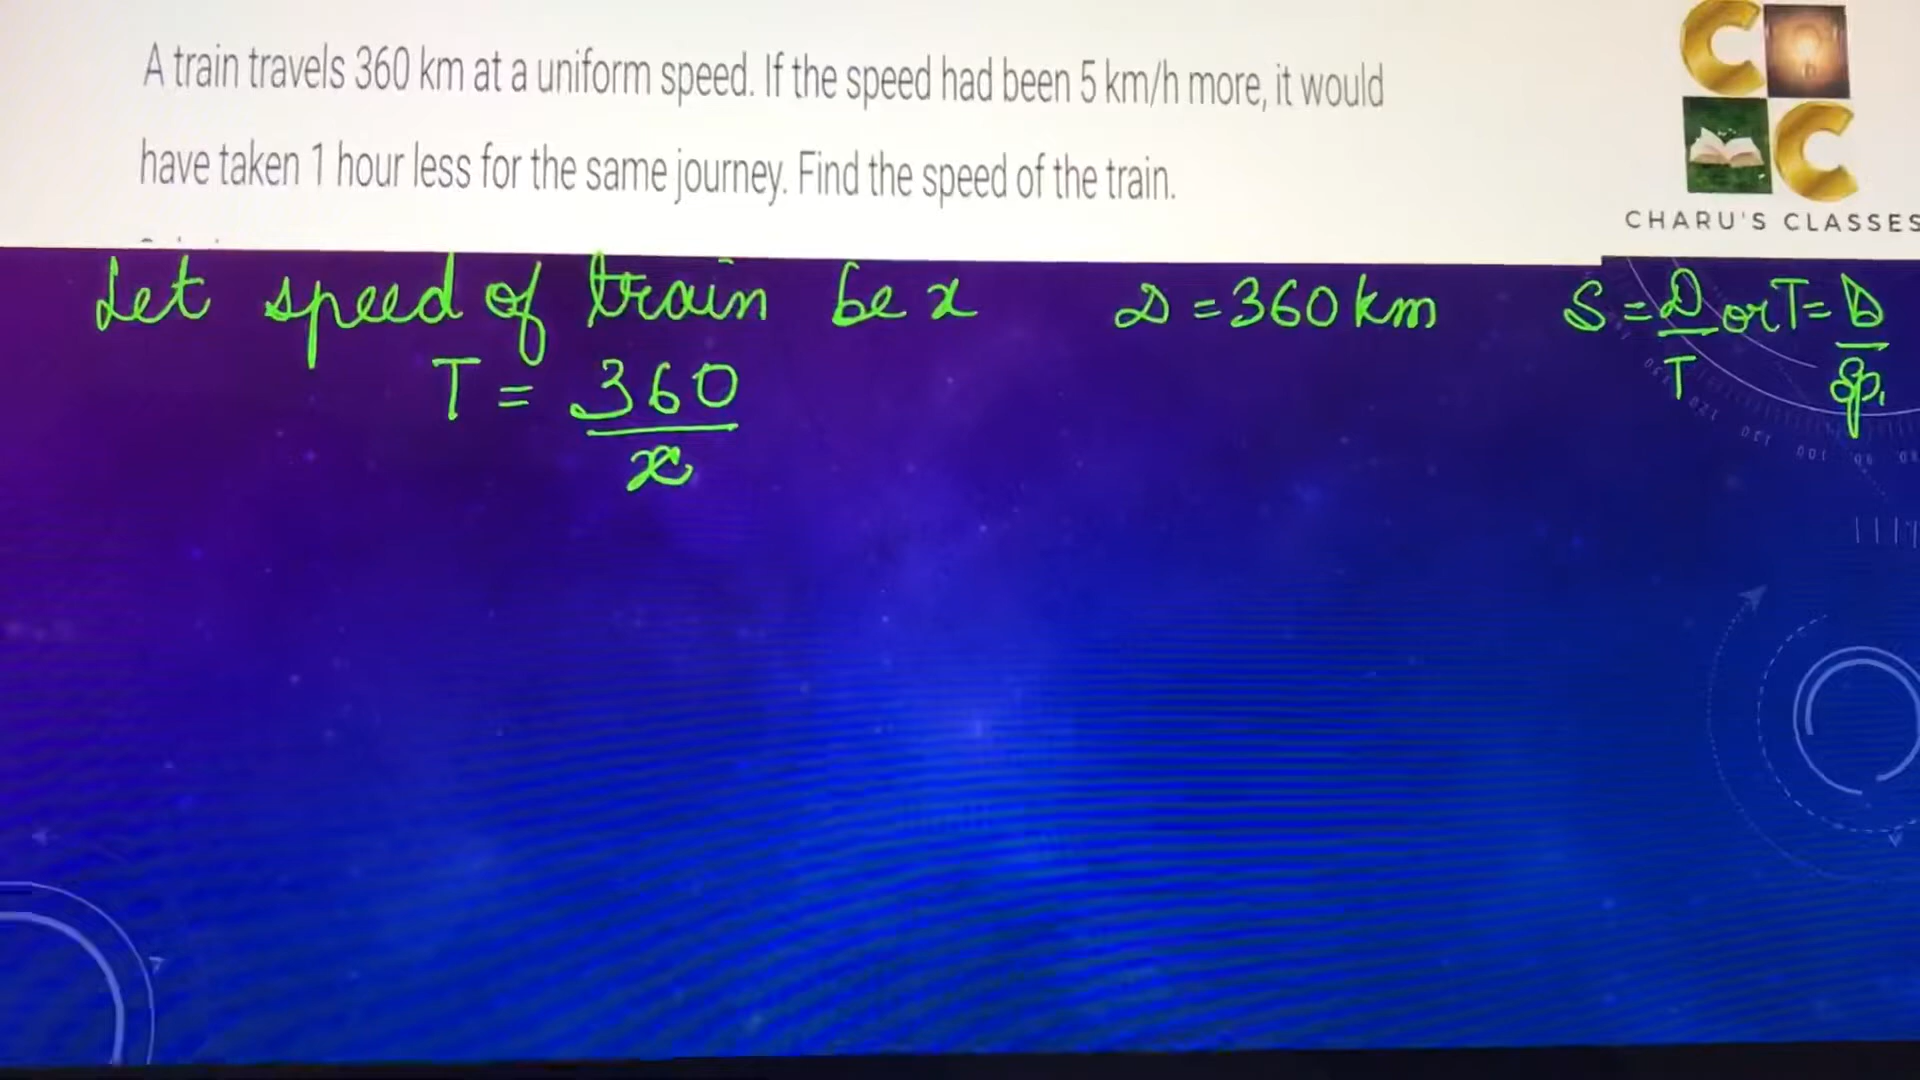 A train travels 360 km at a uniform speed. If the speed had been 5 km/h more, it would
have taken 1 hour less for the same journey. Find the speed of the train.
CHARU'S CLASSES
Let speed of train be x
D = 360 km
S = D/T or T = D/Sp.
T = 360/x